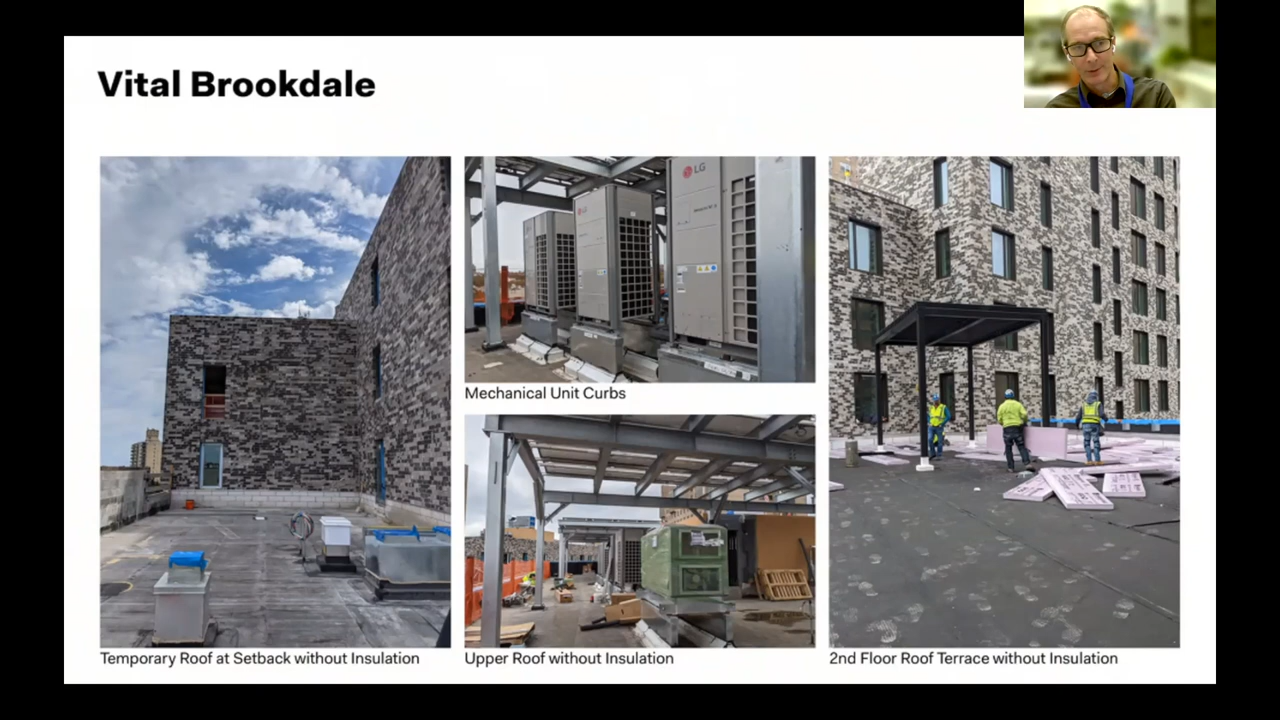 Vital Brookdale
LG
Mechanical Unit Curbs
Temporary Roof at Setback without Insulation
Upper Roof without Insulation
2nd Floor Roof Terrace without Insulation